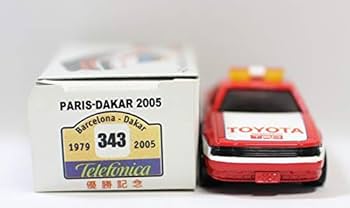 PARIS-DAKAR 2005
Barcelona - Dakar
1979 343 2005
Telefonica
優勝記念
TOYOTA